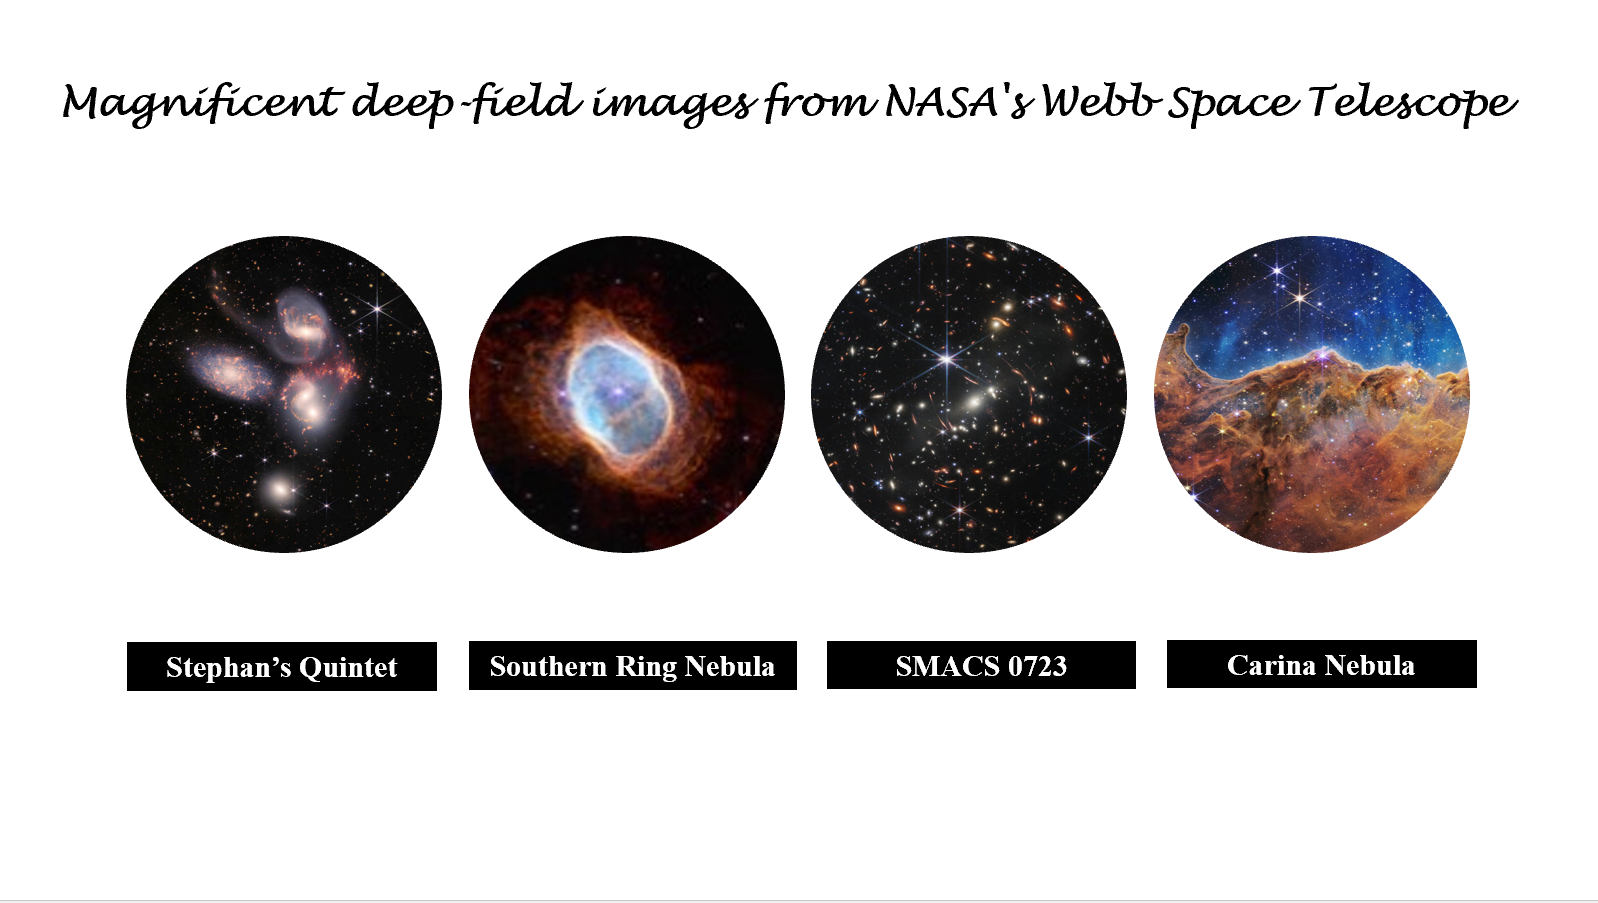 Magnificent deep-field images from NASA's Webb Space Telescope
Stephan’s Quintet
Southern Ring Nebula
SMACS 0723
Carina Nebula